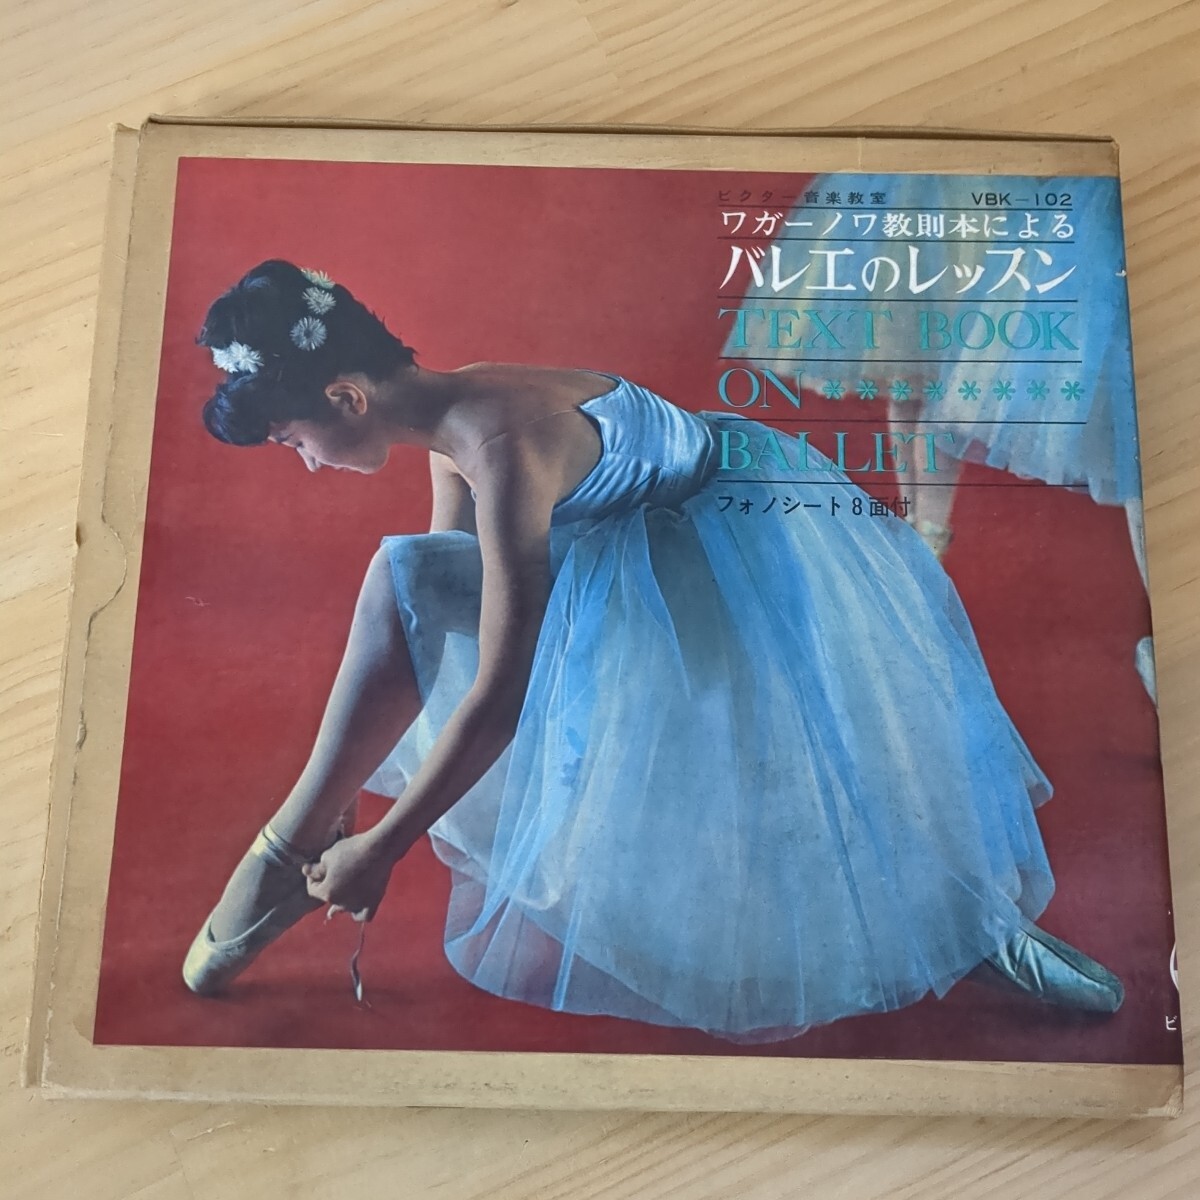 ビクター音楽教室 VBK-102
ワガーノワ教則本による
バレエのレッスン
TEXT BOOK
ON ********
BALLET
フォノシート8面付
ビ